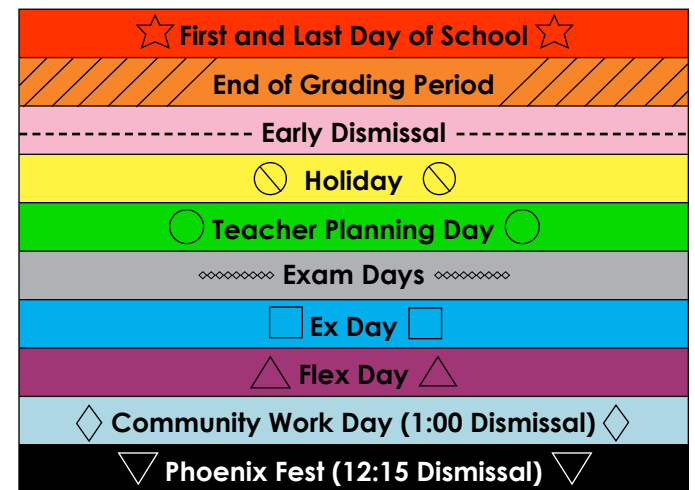 First and Last Day of School
End of Grading Period
Early Dismissal
Holiday
Teacher Planning Day
Exam Days
Ex Day
Flex Day
Community Work Day (1:00 Dismissal)
Phoenix Fest (12:15 Dismissal)